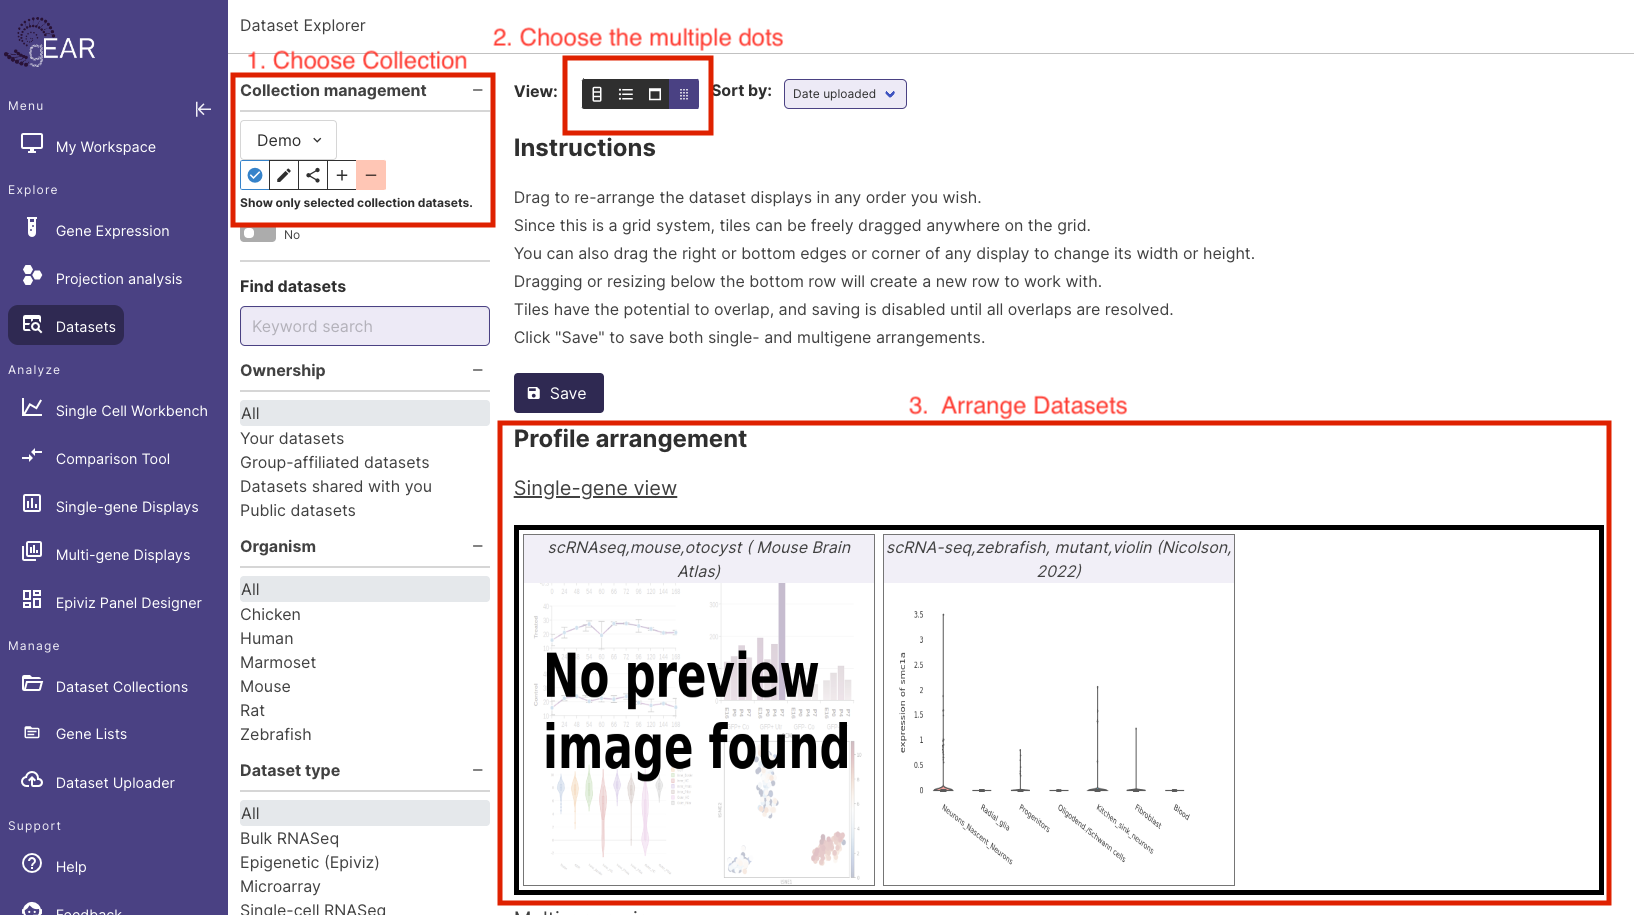 gEAR
Menu
My Workspace
Explore
Gene Expression
Projection analysis
Datasets
Analyze
Single Cell Workbench
Comparison Tool
Single-gene Displays
Multi-gene Displays
Epiviz Panel Designer
Manage
Dataset Collections
Gene Lists
Dataset Uploader
Support
Help
Feedback
Dataset Explorer
1. Choose Collection
Collection management
Demo
Show only selected collection datasets.
No
Find datasets
Keyword search
Ownership
All
Your datasets
Group-affiliated datasets
Datasets shared with you
Public datasets
Organism
All
Chicken
Human
Marmoset
Mouse
Rat
Zebrafish
Dataset type
All
Bulk RNASeq
Epigenetic (Epiviz)
Microarray
Single-cell RNASeq
2. Choose the multiple dots
View:
Sort by:
Date uploaded
Instructions
Drag to re-arrange the dataset displays in any order you wish.
Since this is a grid system, tiles can be freely dragged anywhere on the grid.
You can also drag the right or bottom edges or corner of any display to change its width or height.
Dragging or resizing below the bottom row will create a new row to work with.
Tiles have the potential to overlap, and saving is disabled until all overlaps are resolved.
Click "Save" to save both single- and multigene arrangements.
Save
3. Arrange Datasets
Profile arrangement
Single-gene view
scRNAseq,mouse,otocyst ( Mouse Brain
Atlas)
No preview
image found
scRNA-seq,zebrafish, mutant,violin (Nicolson,
2022)
expression of smc1a
3.5
3
2.5
2
1.5
1
0.5
0
Neurons_Nascent_Neurons
Radial_glia
Progenitors
Oligodend./Schwann cells
Kitchen_sink_neurons
Fibroblast
Blood